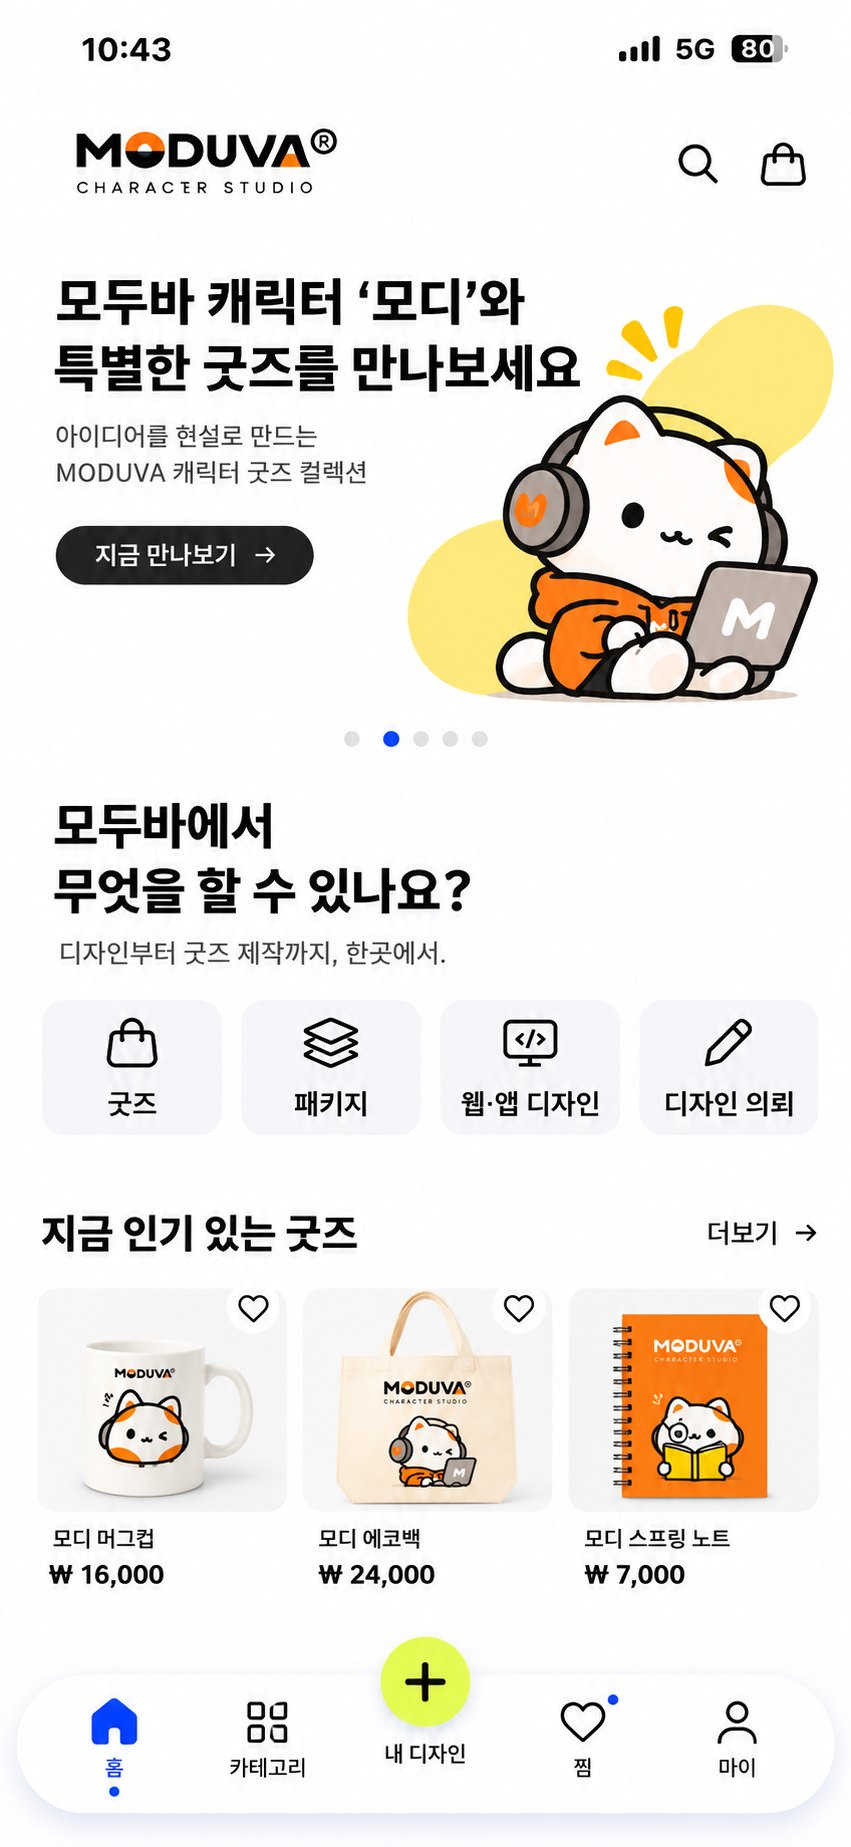 10:43 5G 80
MODUVA®
CHARACTER STUDIO
모두바 캐릭터 ‘모디’와
특별한 굿즈를 만나보세요
아이디어를 현설로 만드는
MODUVA 캐릭터 굿즈 컬렉션
지금 만나보기 →
M
M
모두바에서
무엇을 할 수 있나요?
디자인부터 굿즈 제작까지, 한곳에서.
굿즈 패키지 웹·앱 디자인 디자인 의뢰
지금 인기 있는 굿즈 더보기 →
MODUVA®
MODUVA®
CHARACTER STUDIO
M
MODUVA®
CHARACTER STUDIO
모디 머그컵 모디 에코백 모디 스프링 노트
₩ 16,000 ₩ 24,000 ₩ 7,000
홈 카테고리 내 디자인 찜 마이